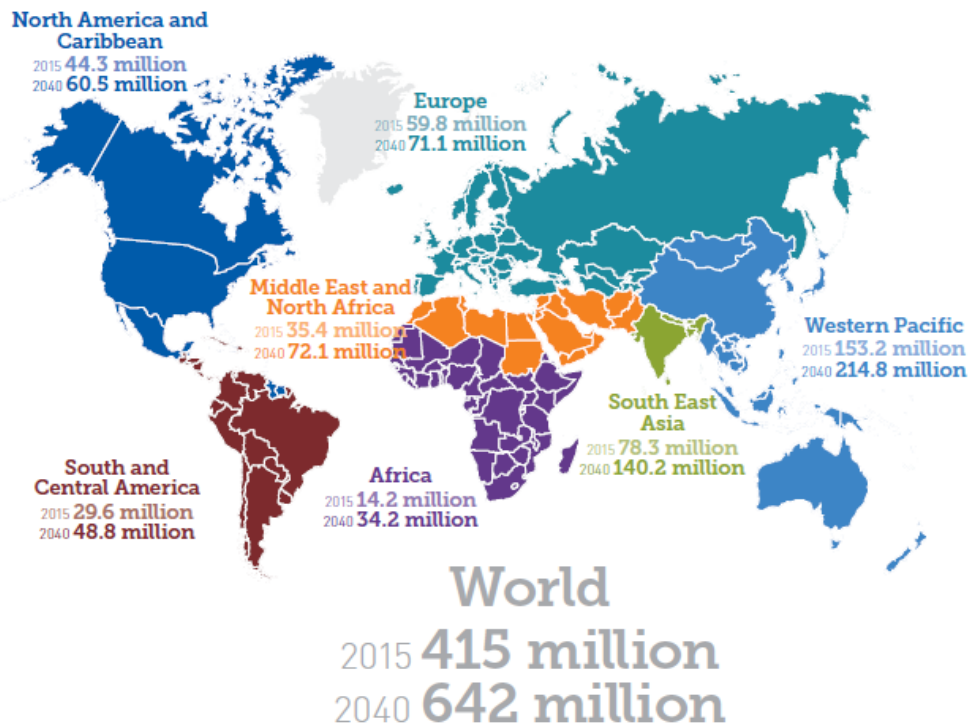 North America and
Caribbean
2015 44.3 million
2040 60.5 million
Europe
2015 59.8 million
2040 71.1 million
Middle East and
North Africa
2015 35.4 million
2040 72.1 million
Western Pacific
2015 153.2 million
2040 214.8 million
South East
Asia
2015 78.3 million
2040 140.2 million
South and
Central America
2015 29.6 million
2040 48.8 million
Africa
2015 14.2 million
2040 34.2 million
World
2015 415 million
2040 642 million